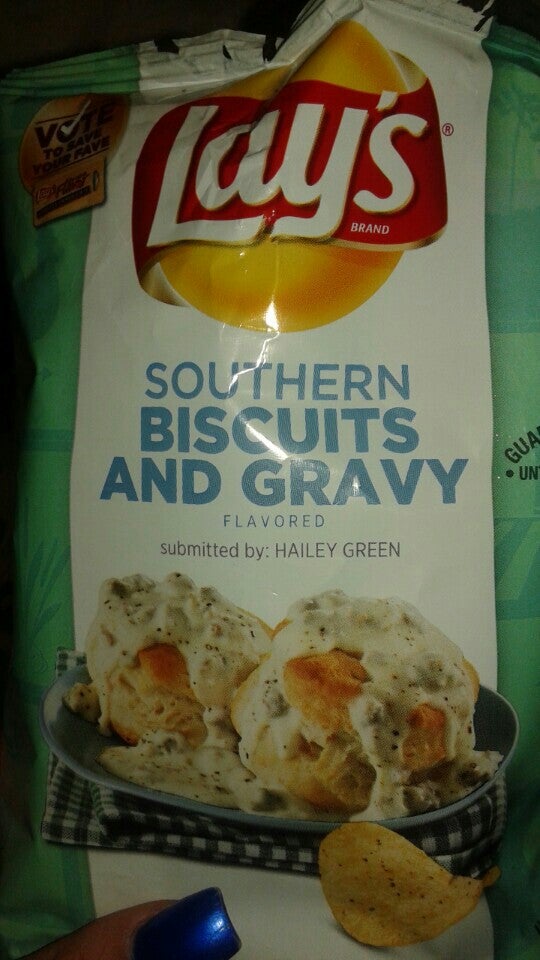 VOTE
TO SAVE
YOUR FAVE
Lay's
BRAND
®
SOUTHERN
BISCUITS
AND GRAVY
FLAVORED
submitted by: HAILEY GREEN